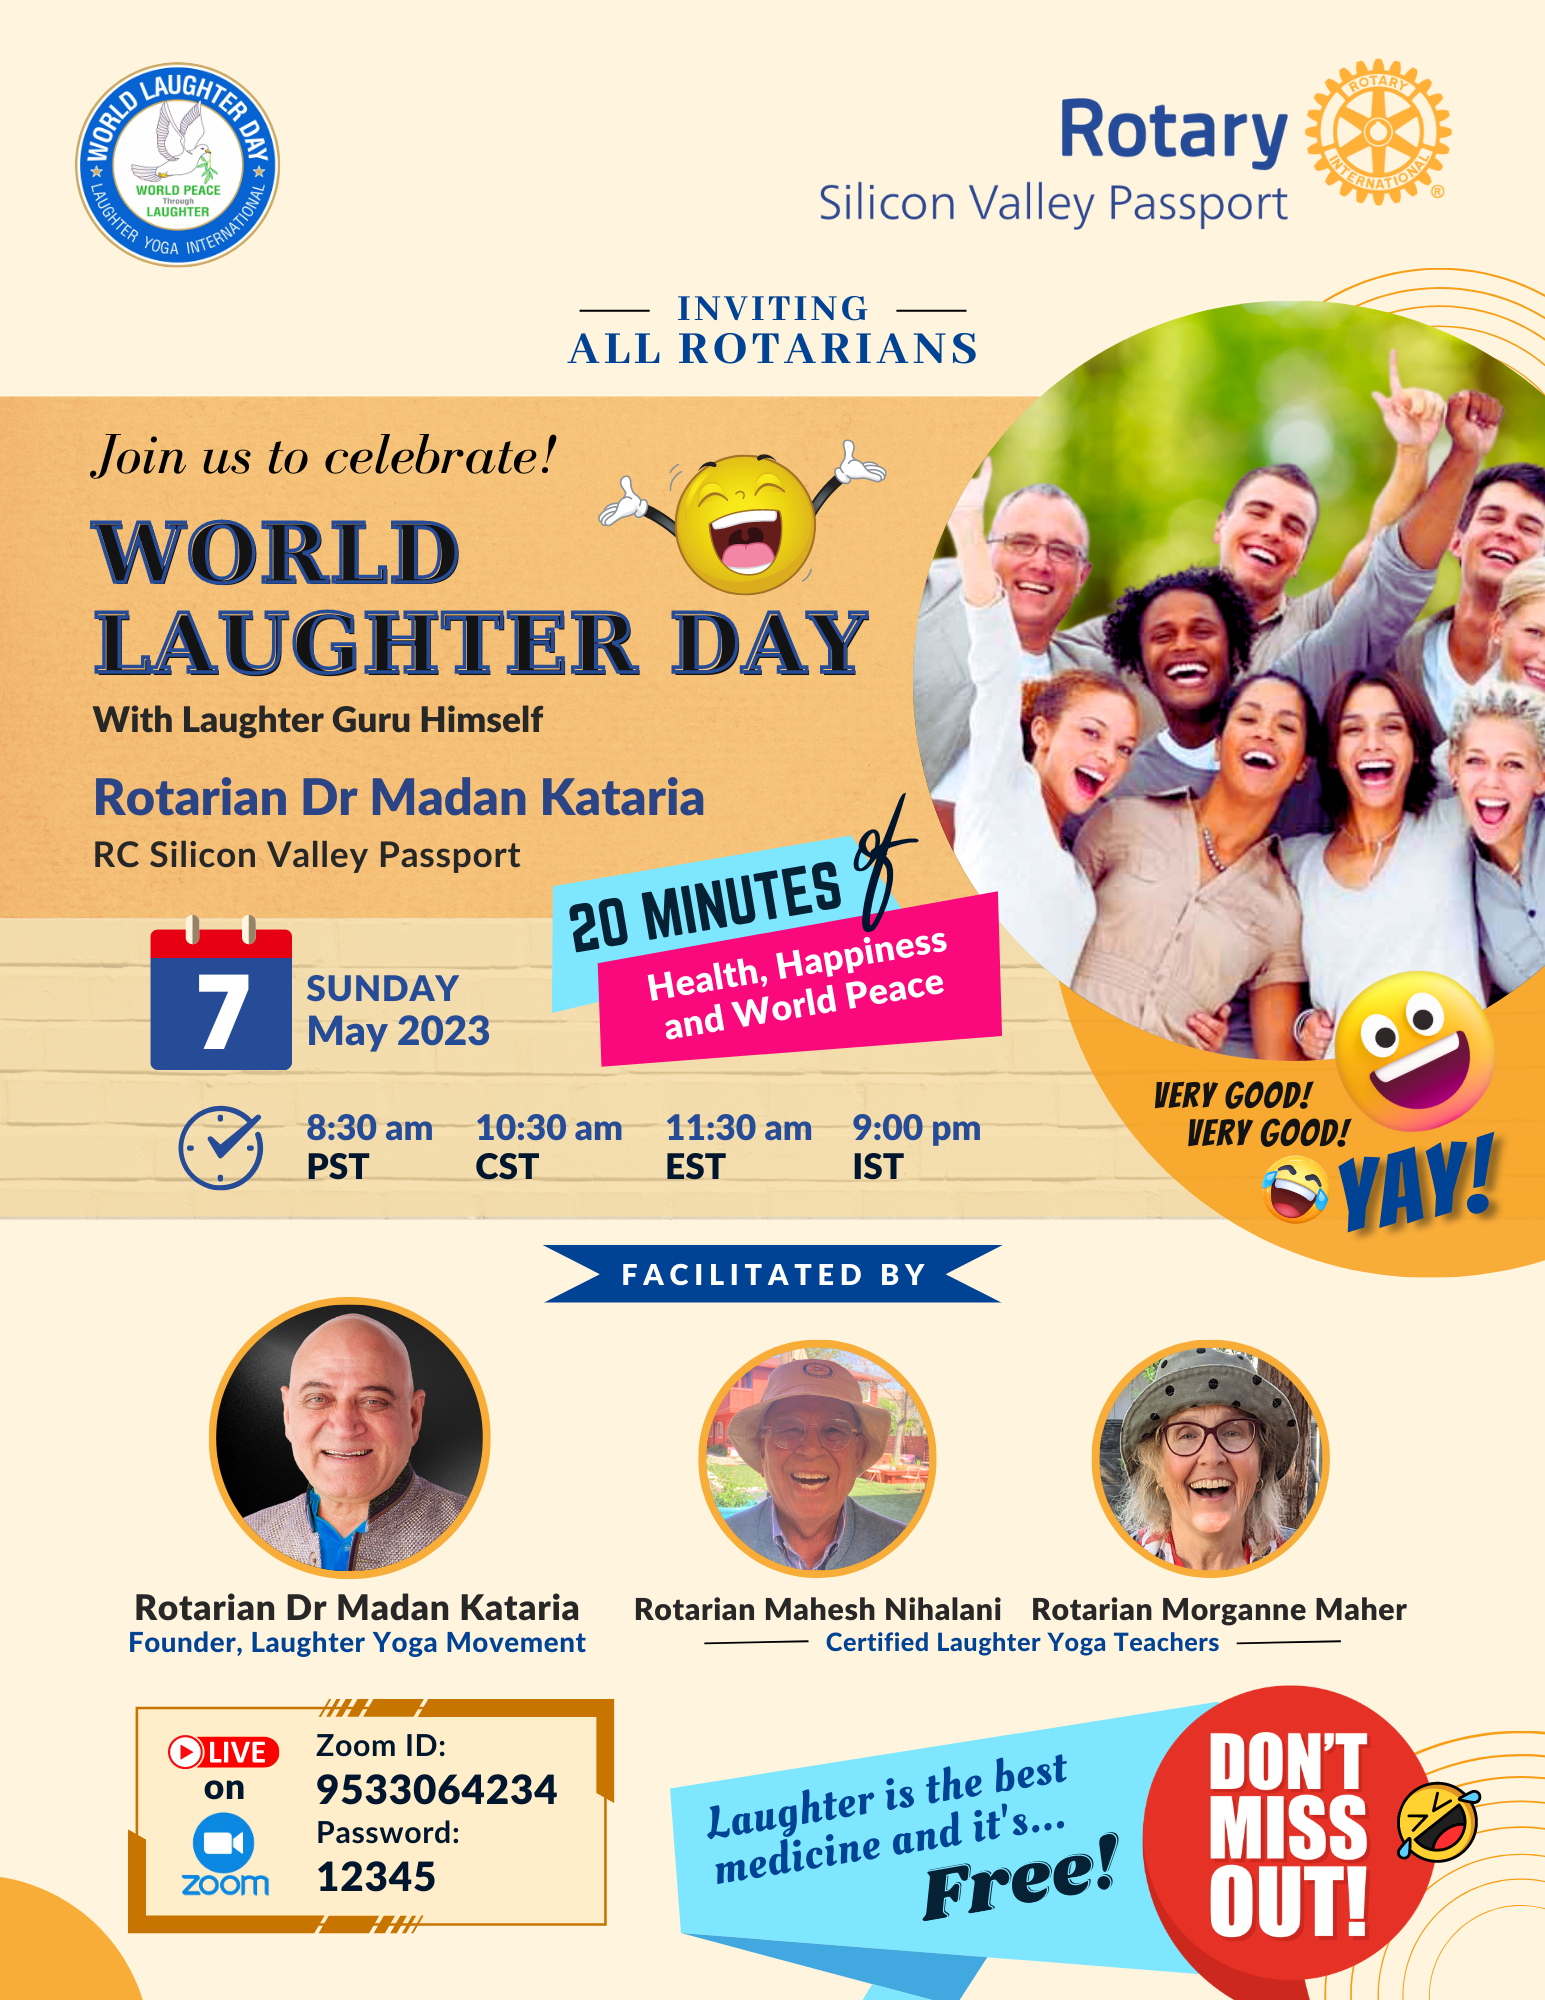 WORLD LAUGHTER DAY
WORLD PEACE
Through
LAUGHTER
LAUGHTER YOGA INTERNATIONAL
Rotary
Silicon Valley Passport
ROTARY
INTERNATIONAL
®
INVITING
ALL ROTARIANS
Join us to celebrate!
WORLD
LAUGHTER DAY
With Laughter Guru Himself
Rotarian Dr Madan Kataria
RC Silicon Valley Passport
20 MINUTES of
Health, Happiness
and World Peace
7
SUNDAY
May 2023
8:30 am
PST
10:30 am
CST
11:30 am
EST
9:00 pm
IST
VERY GOOD!
VERY GOOD!
YAY!
FACILITATED BY
Rotarian Dr Madan Kataria
Founder, Laughter Yoga Movement
Rotarian Mahesh Nihalani
Rotarian Morganne Maher
Certified Laughter Yoga Teachers
LIVE
on
zoom
Zoom ID:
9533064234
Password:
12345
Laughter is the best
medicine and it's...
Free!
DON'T
MISS
OUT!